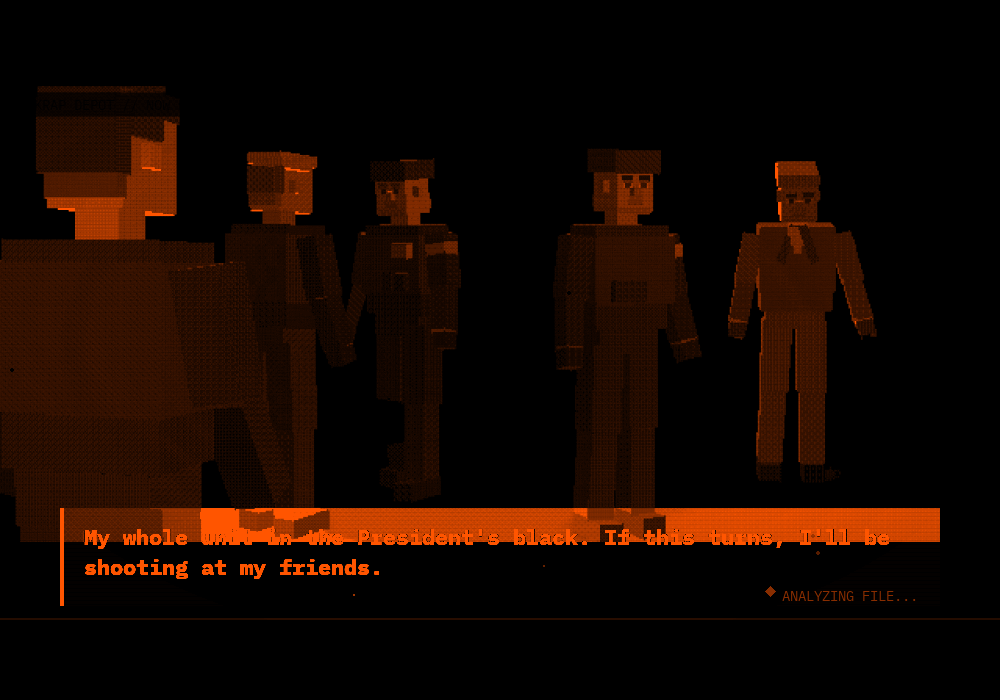 My whole unit in the President's black. If this turns, I'll be
shooting at my friends.
ANALYZING FILE...